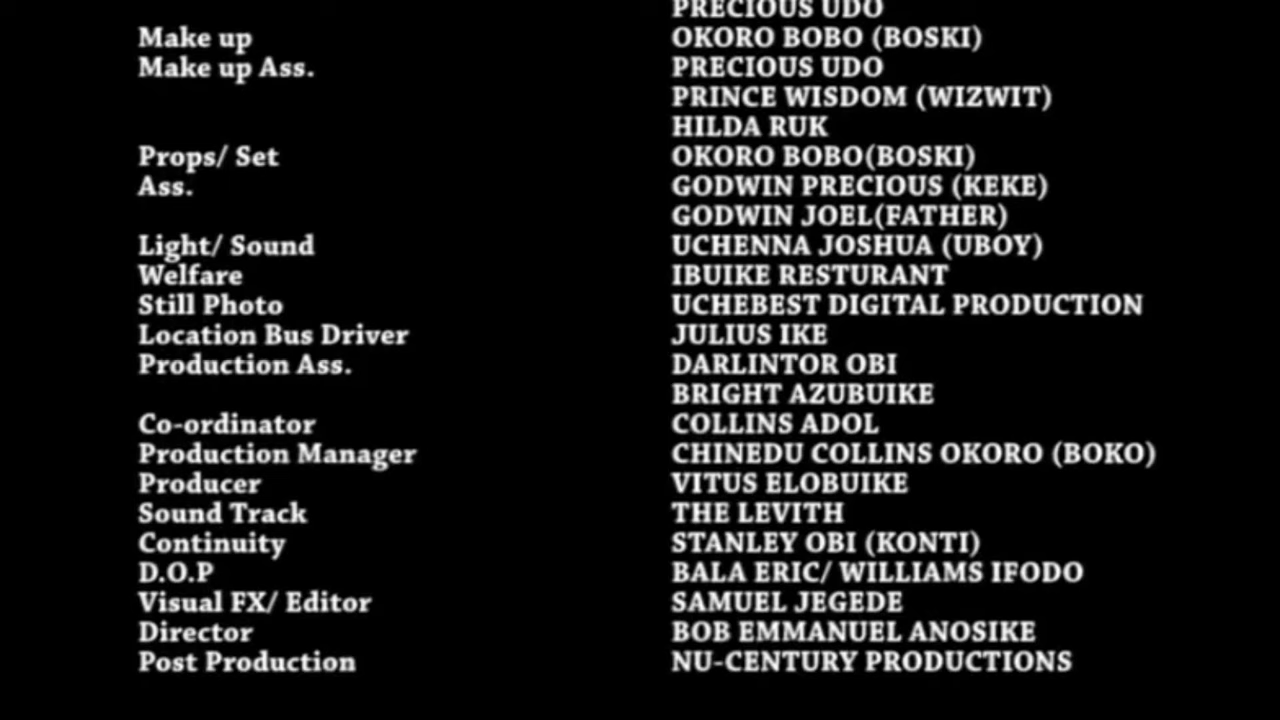 PRECIOUS UDO
Make up OKORO BOBO (BOSKI)
Make up Ass. PRECIOUS UDO
PRINCE WISDOM (WIZWIT)
HILDA RUK
Props/ Set OKORO BOBO(BOSKI)
Ass. GODWIN PRECIOUS (KEKE)
GODWIN JOEL(FATHER)
Light/ Sound UCHENNA JOSHUA (UBOY)
Welfare IBUIKE RESTURANT
Still Photo UCHEBEST DIGITAL PRODUCTION
Location Bus Driver JULIUS IKE
Production Ass. DARLINTOR OBI
BRIGHT AZUBUIKE
Co-ordinator COLLINS ADOL
Production Manager CHINEDU COLLINS OKORO (BOKO)
Producer VITUS ELOBUIKE
Sound Track THE LEVITH
Continuity STANLEY OBI (KONTI)
D.O.P BALA ERIC/ WILLIAMS IFODO
Visual FX/ Editor SAMUEL JEGEDE
Director BOB EMMANUEL ANOSIKE
Post Production NU-CENTURY PRODUCTIONS